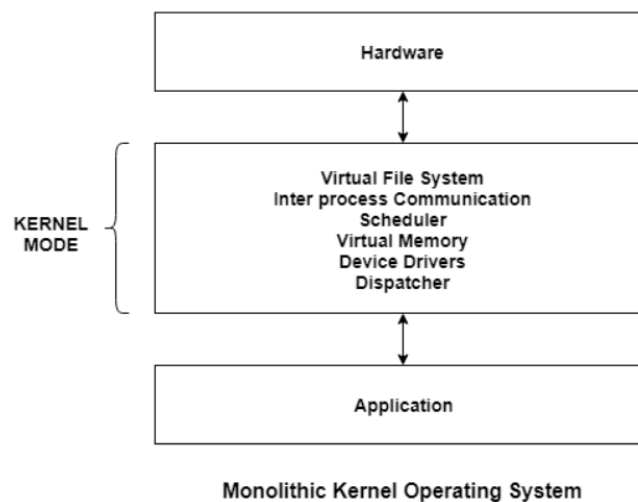 Hardware
KERNEL
MODE
Virtual File System
Inter process Communication
Scheduler
Virtual Memory
Device Drivers
Dispatcher
Application
Monolithic Kernel Operating System